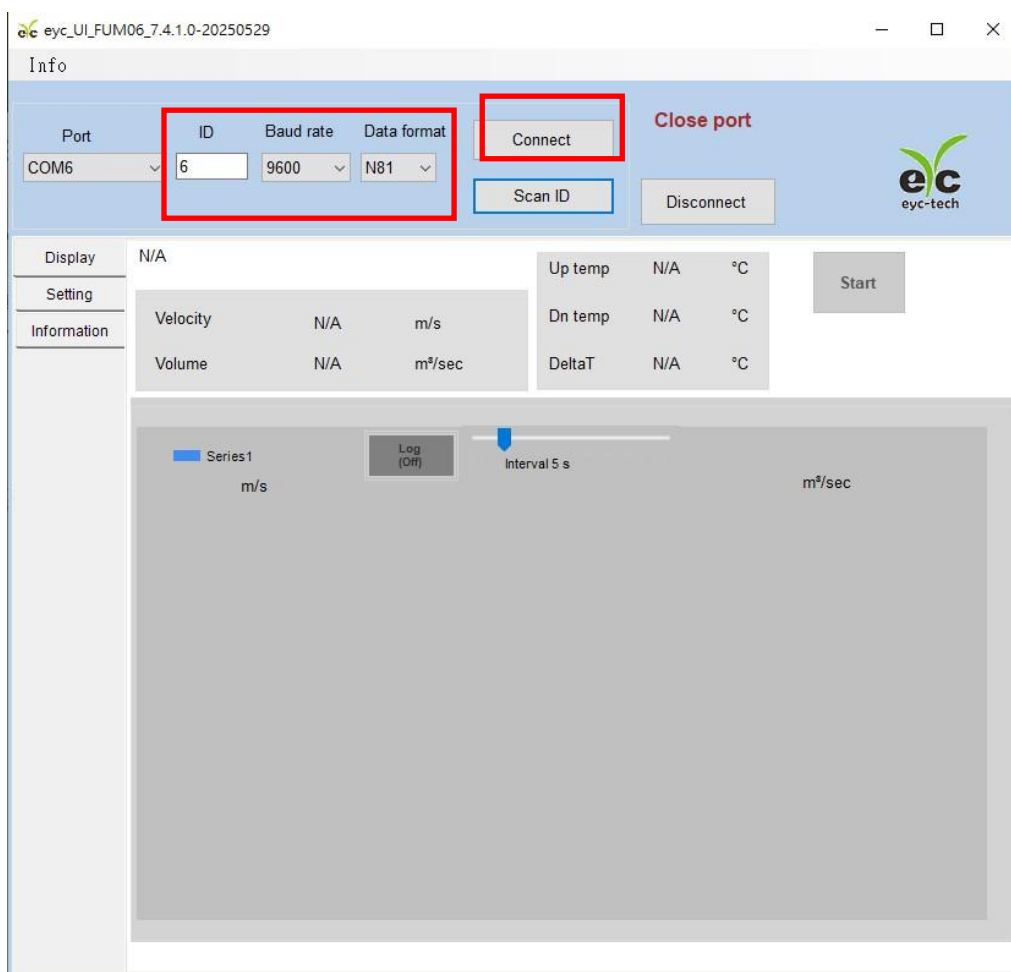 eyc_UI_FUM06_7.4.1.0-20250529
Info
Port
ID
Baud rate
Data format
Connect
Close port
COM6
6
9600
N81
Scan ID
Disconnect
eyc
eyc-tech
Display
Setting
Information
N/A
Velocity N/A m/s
Volume N/A m³/sec
Up temp N/A °C
Dn temp N/A °C
DeltaT N/A °C
Start
Series1
Log
(Off)
Interval 5 s
m/s
m³/sec